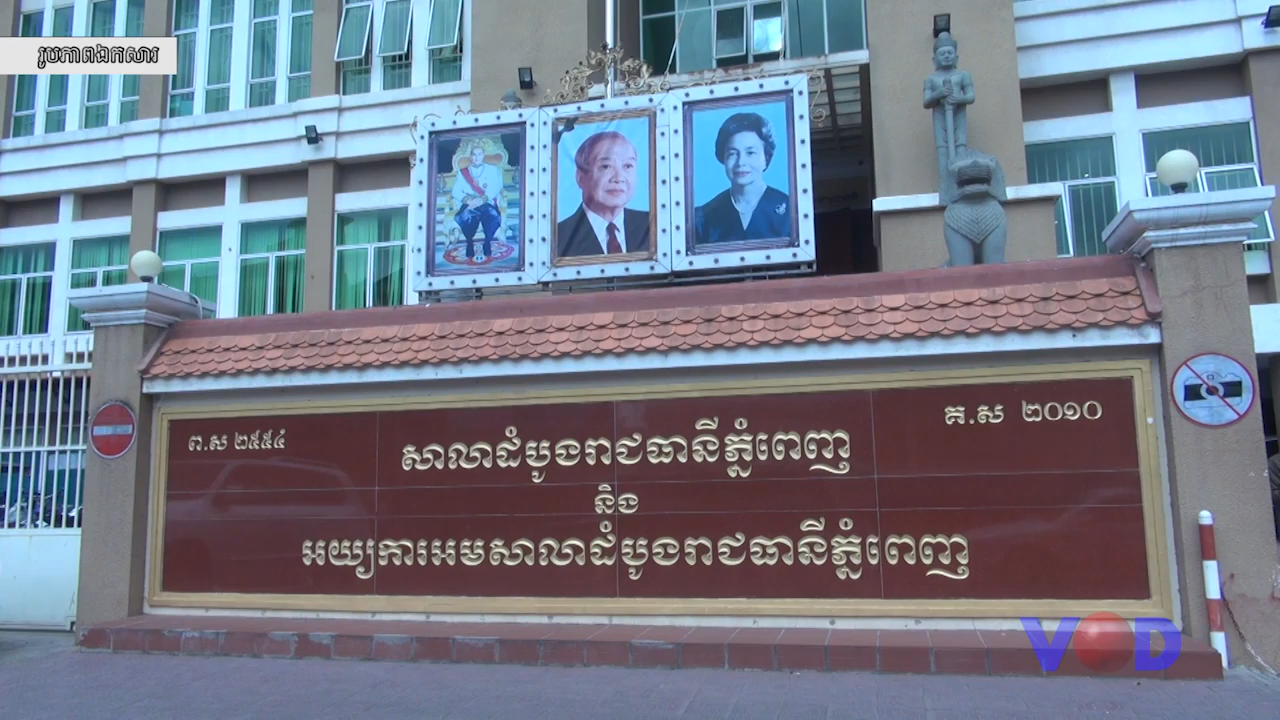 រូបភាពឯកសារ
ព.ស ២៥៥៤
គ.ស ២០១០
សាលាដំបូងរាជធានីភ្នំពេញ
និង
អយ្យការអមសាលាដំបូងរាជធានីភ្នំពេញ
VOD